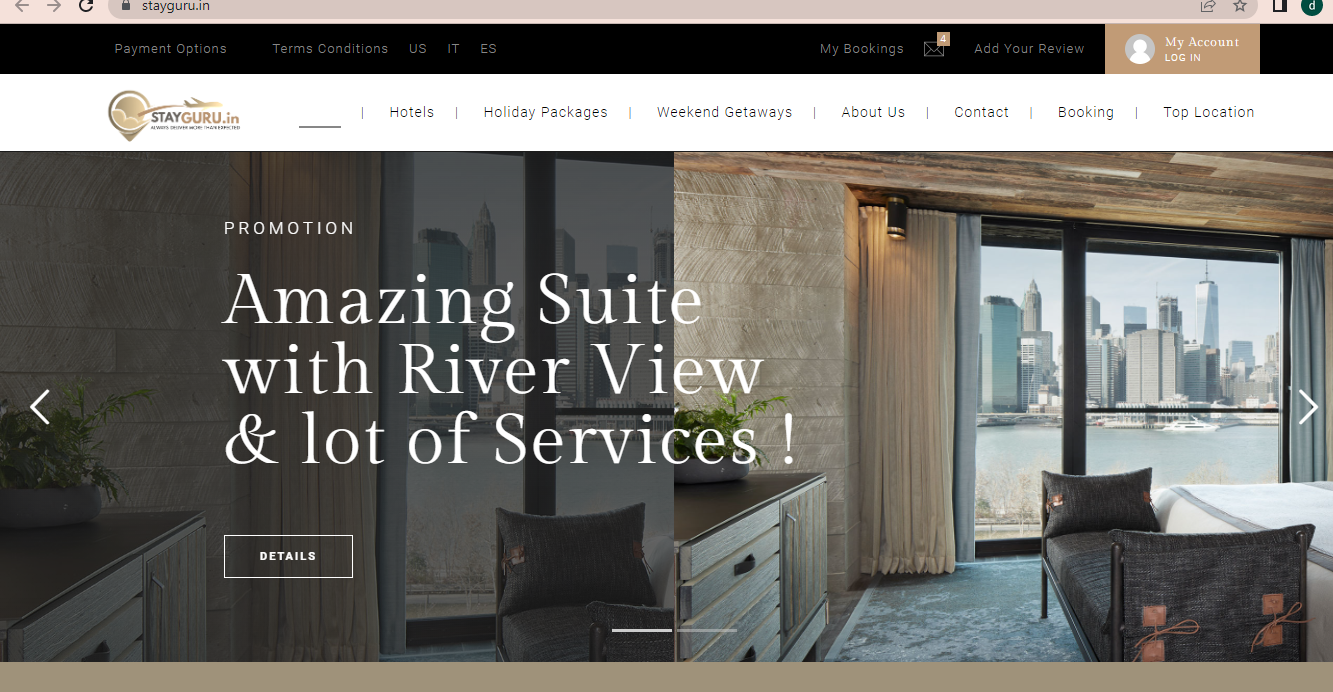 stayguru.in
d
Payment Options Terms Conditions US IT ES My Bookings 4 Add Your Review My Account
LOG IN
STAYGURU.in
ALWAYS DELIVER MORE THAN EXPECTED
| Hotels | Holiday Packages | Weekend Getaways | About Us | Contact | Booking | Top Location
PROMOTION
Amazing Suite
with River View
& lot of Services !
DETAILS